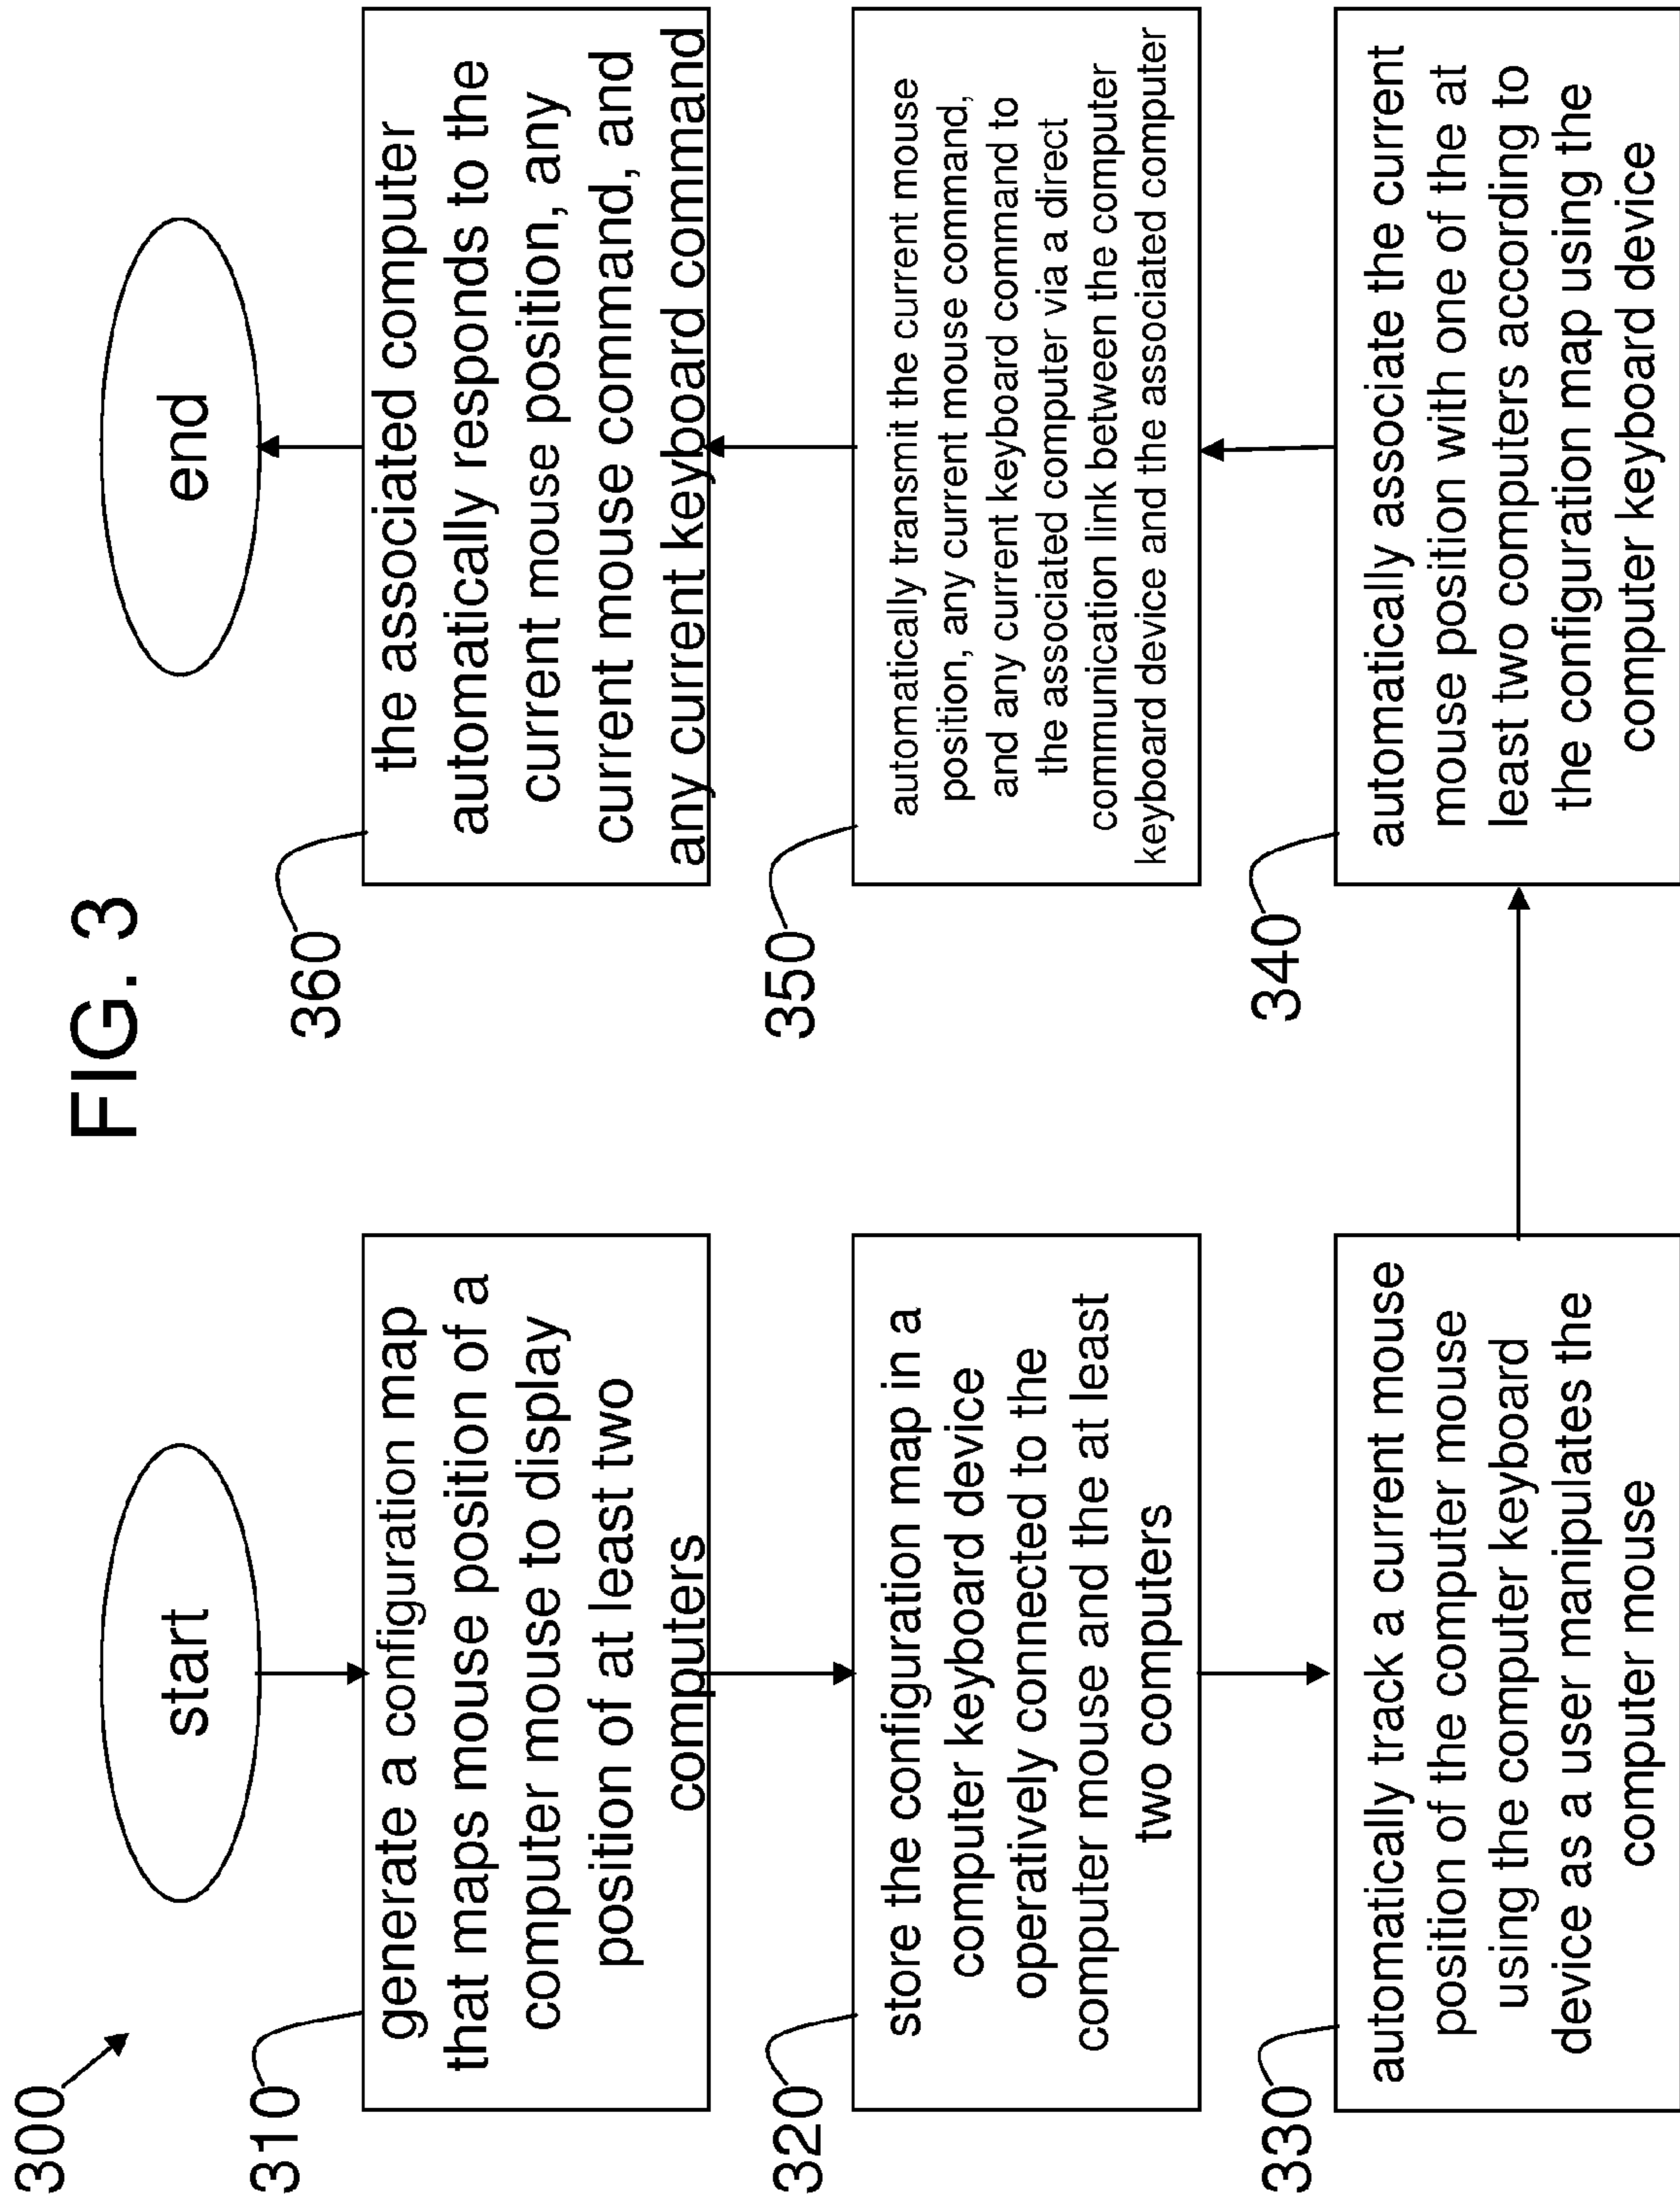 FIG. 3
300
start
310
generate a configuration map
that maps mouse position of a
computer mouse to display
position of at least two
computers
320
store the configuration map in a
computer keyboard device
operatively connected to the
computer mouse and the at least
two computers
330
automatically track a current mouse
position of the computer mouse
using the computer keyboard
device as a user manipulates the
computer mouse
340
automatically associate the current
mouse position with one of the at
least two computers according to
the configuration map using the
computer keyboard device
350
automatically transmit the current mouse
position, any current mouse command,
and any current keyboard command to
the associated computer via a direct
communication link between the computer
keyboard device and the associated computer
360
the associated computer
automatically responds to the
current mouse position, any
current mouse command, and
any current keyboard command
end